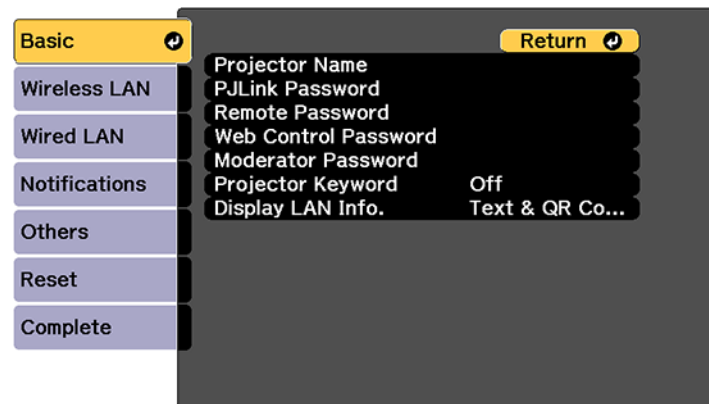 Basic
Wireless LAN
Wired LAN
Notifications
Others
Reset
Complete
Return
Projector Name
PJLink Password
Remote Password
Web Control Password
Moderator Password
Projector Keyword Off
Display LAN Info. Text & QR Co...